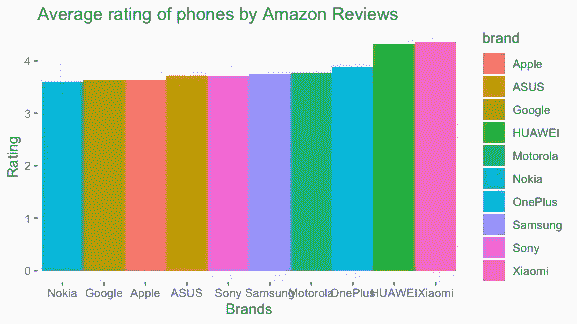 Average rating of phones by Amazon Reviews
brand
Apple
ASUS
Google
HUAWEI
Motorola
Nokia
OnePlus
Samsung
Sony
Xiaomi
Rating
4
3
2
1
0
Nokia Google Apple ASUS Sony Samsung Motorola OnePlus HUAWEI Xiaomi
Brands